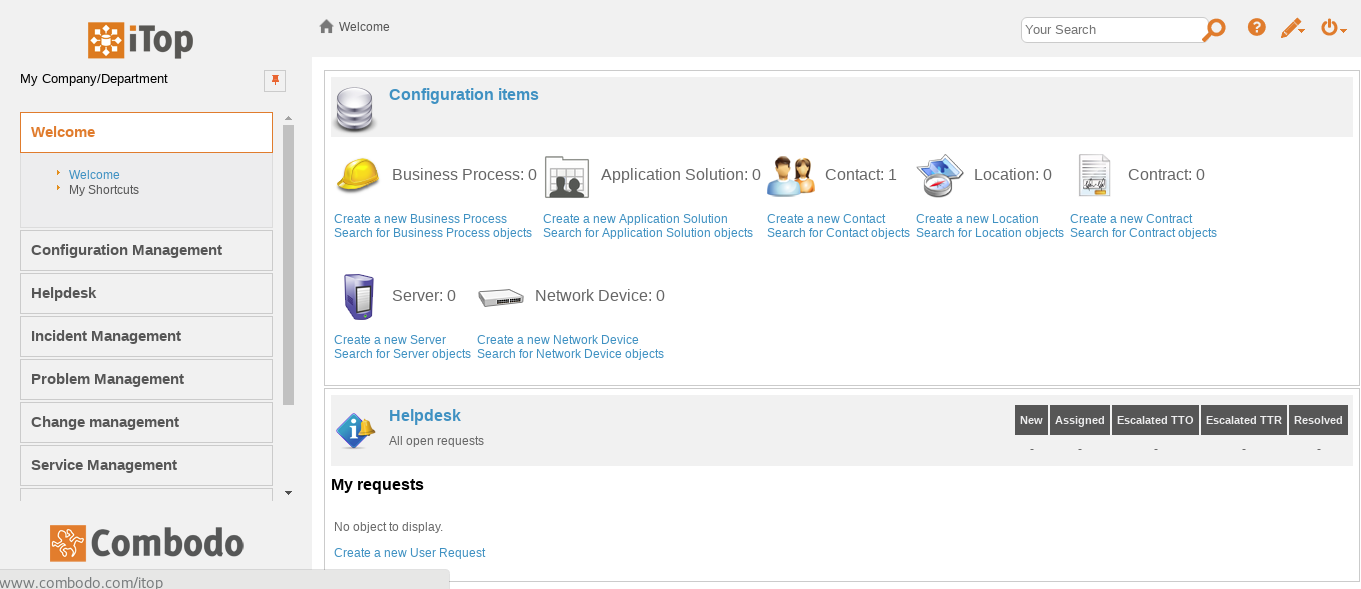 iTop
My Company/Department
Welcome
Welcome
My Shortcuts
Configuration Management
Helpdesk
Incident Management
Problem Management
Change management
Service Management
Combodo
www.combodo.com/itop
Welcome
Your Search
?
Configuration items
Business Process: 0
Create a new Business Process
Search for Business Process objects
Application Solution: 0
Create a new Application Solution
Search for Application Solution objects
Contact: 1
Create a new Contact
Search for Contact objects
Location: 0
Create a new Location
Search for Location objects
Contract: 0
Create a new Contract
Search for Contract objects
Server: 0
Create a new Server
Search for Server objects
Network Device: 0
Create a new Network Device
Search for Network Device objects
Helpdesk
All open requests
New Assigned Escalated TTO Escalated TTR Resolved
- - - - -
My requests
No object to display.
Create a new User Request